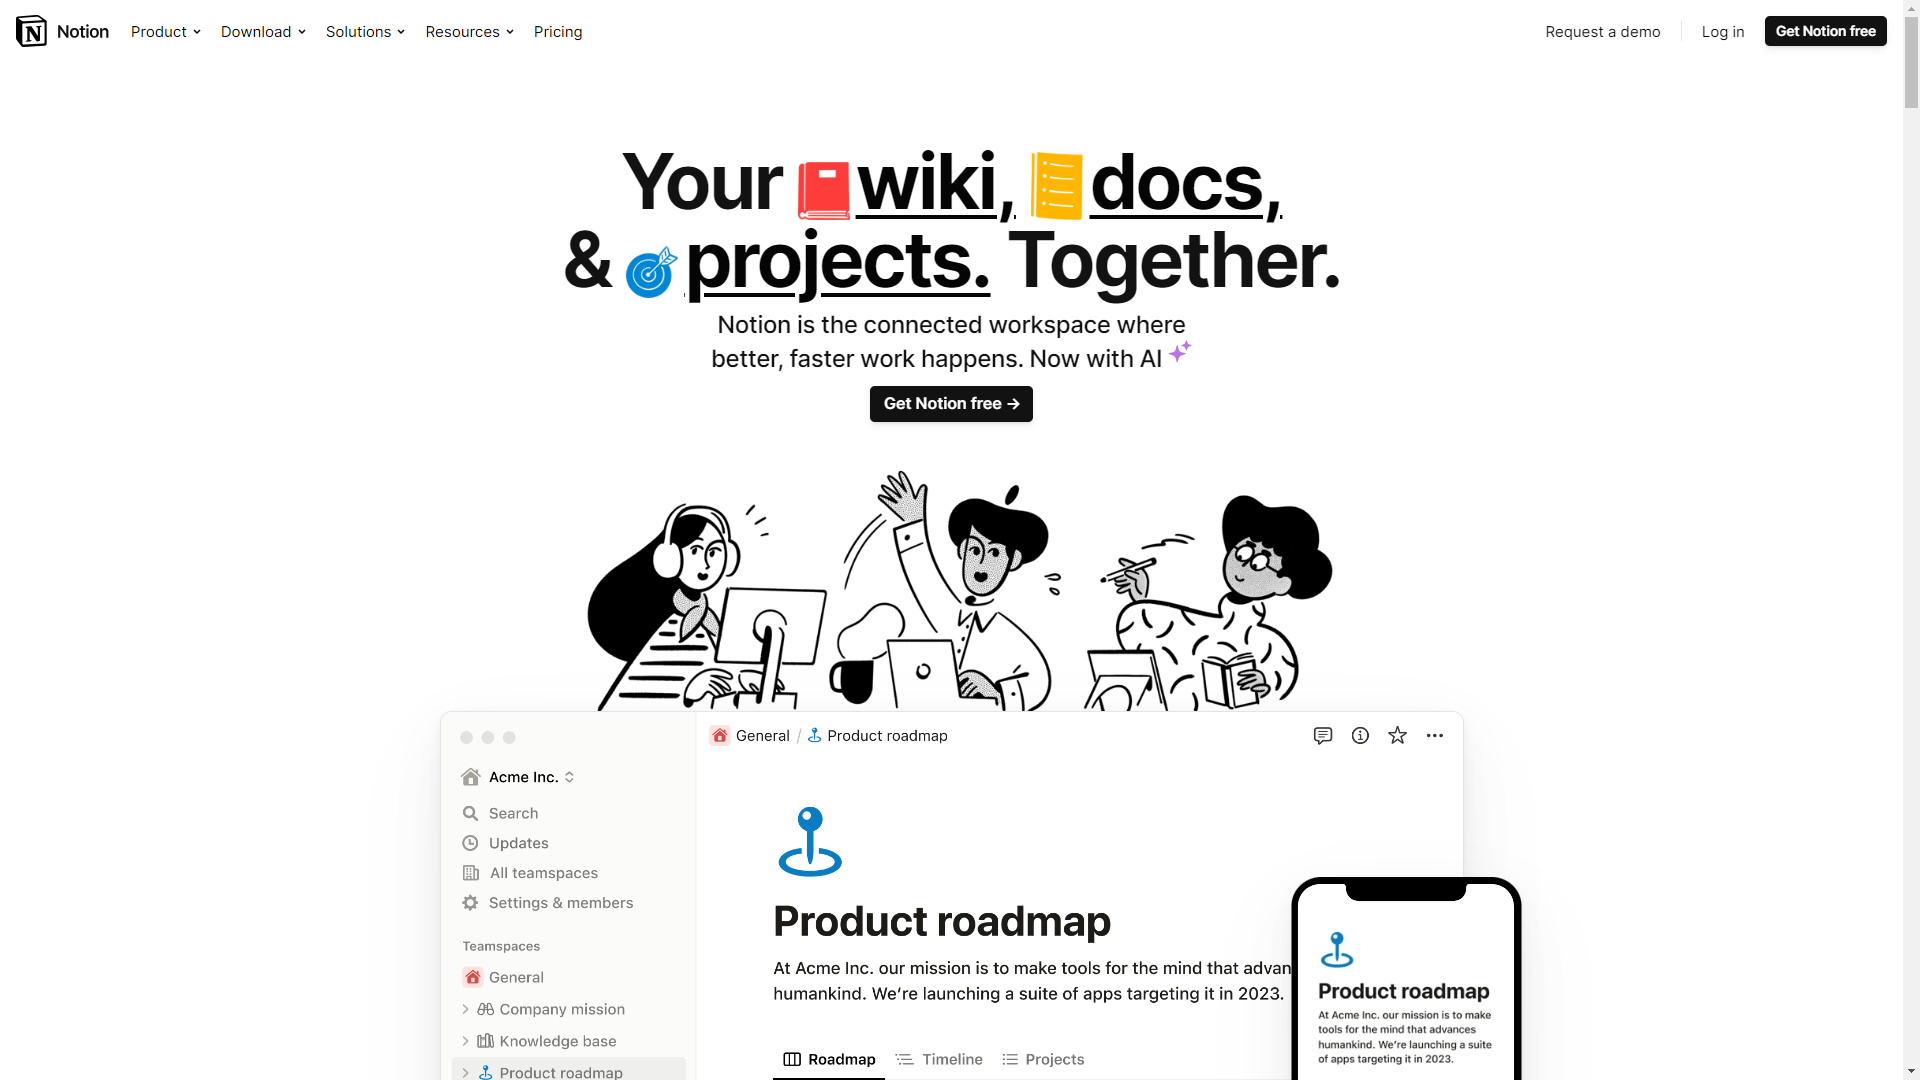 Notion Product Download Solutions Resources Pricing Request a demo Log in Get Notion free
Your wiki, docs,
& projects. Together.
Notion is the connected workspace where
better, faster work happens. Now with AI
Get Notion free →
General / Product roadmap
Acme Inc.
Search
Updates
All teamspaces
Settings & members
Teamspaces
General
Company mission
Knowledge base
Product roadmap
Product roadmap
At Acme Inc. our mission is to make tools for the mind that advan
humankind. We’re launching a suite of apps targeting it in 2023.
Roadmap Timeline Projects
Product roadmap
At Acme Inc. our mission is to make
tools for the mind that advances
humankind. We’re launching a suite
of apps targeting it in 2023.